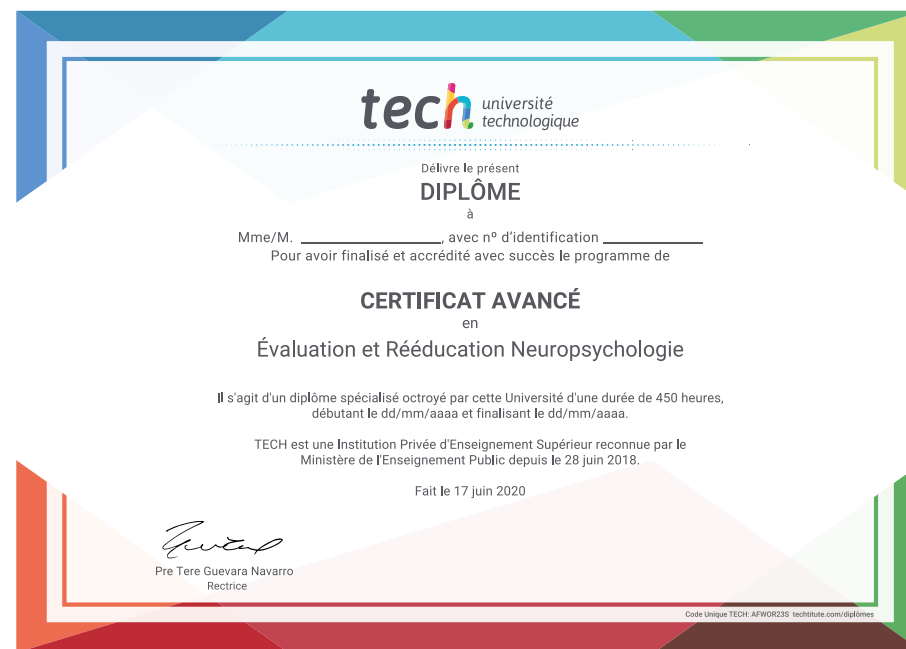 tech université
technologique
Délivre le présent
DIPLÔME
à
Mme/M. ____________________, avec nº d'identification ______________
Pour avoir finalisé et accrédité avec succès le programme de
CERTIFICAT AVANCÉ
en
Évaluation et Rééducation Neuropsychologie
Il s'agit d'un diplôme spécialisé octroyé par cette Université d'une durée de 450 heures,
débutant le dd/mm/aaaa et finalisant le dd/mm/aaaa.
TECH est une Institution Privée d'Enseignement Supérieur reconnue par le
Ministère de l'Enseignement Public depuis le 28 juin 2018.
Fait le 17 juin 2020
Pre Tere Guevara Navarro
Rectrice
Code Unique TECH: AFWOR23S techtitute.com/diplômes